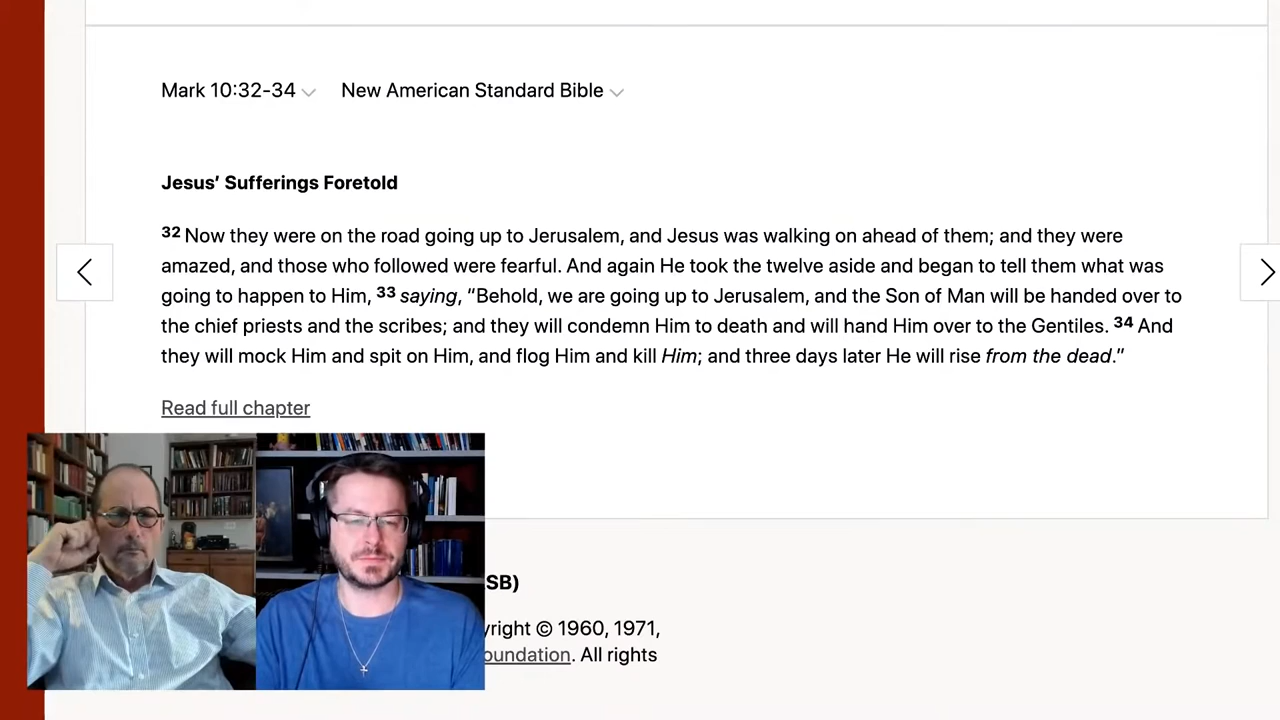 Mark 10:32-34 New American Standard Bible
Jesus' Sufferings Foretold
32 Now they were on the road going up to Jerusalem, and Jesus was walking on ahead of them; and they were
amazed, and those who followed were fearful. And again He took the twelve aside and began to tell them what was
going to happen to Him, 33 saying, "Behold, we are going up to Jerusalem, and the Son of Man will be handed over to
the chief priests and the scribes; and they will condemn Him to death and will hand Him over to the Gentiles. 34 And
they will mock Him and spit on Him, and flog Him and kill Him; and three days later He will rise from the dead."
Read full chapter
SB)
yright © 1960, 1971,
oundation. All rights